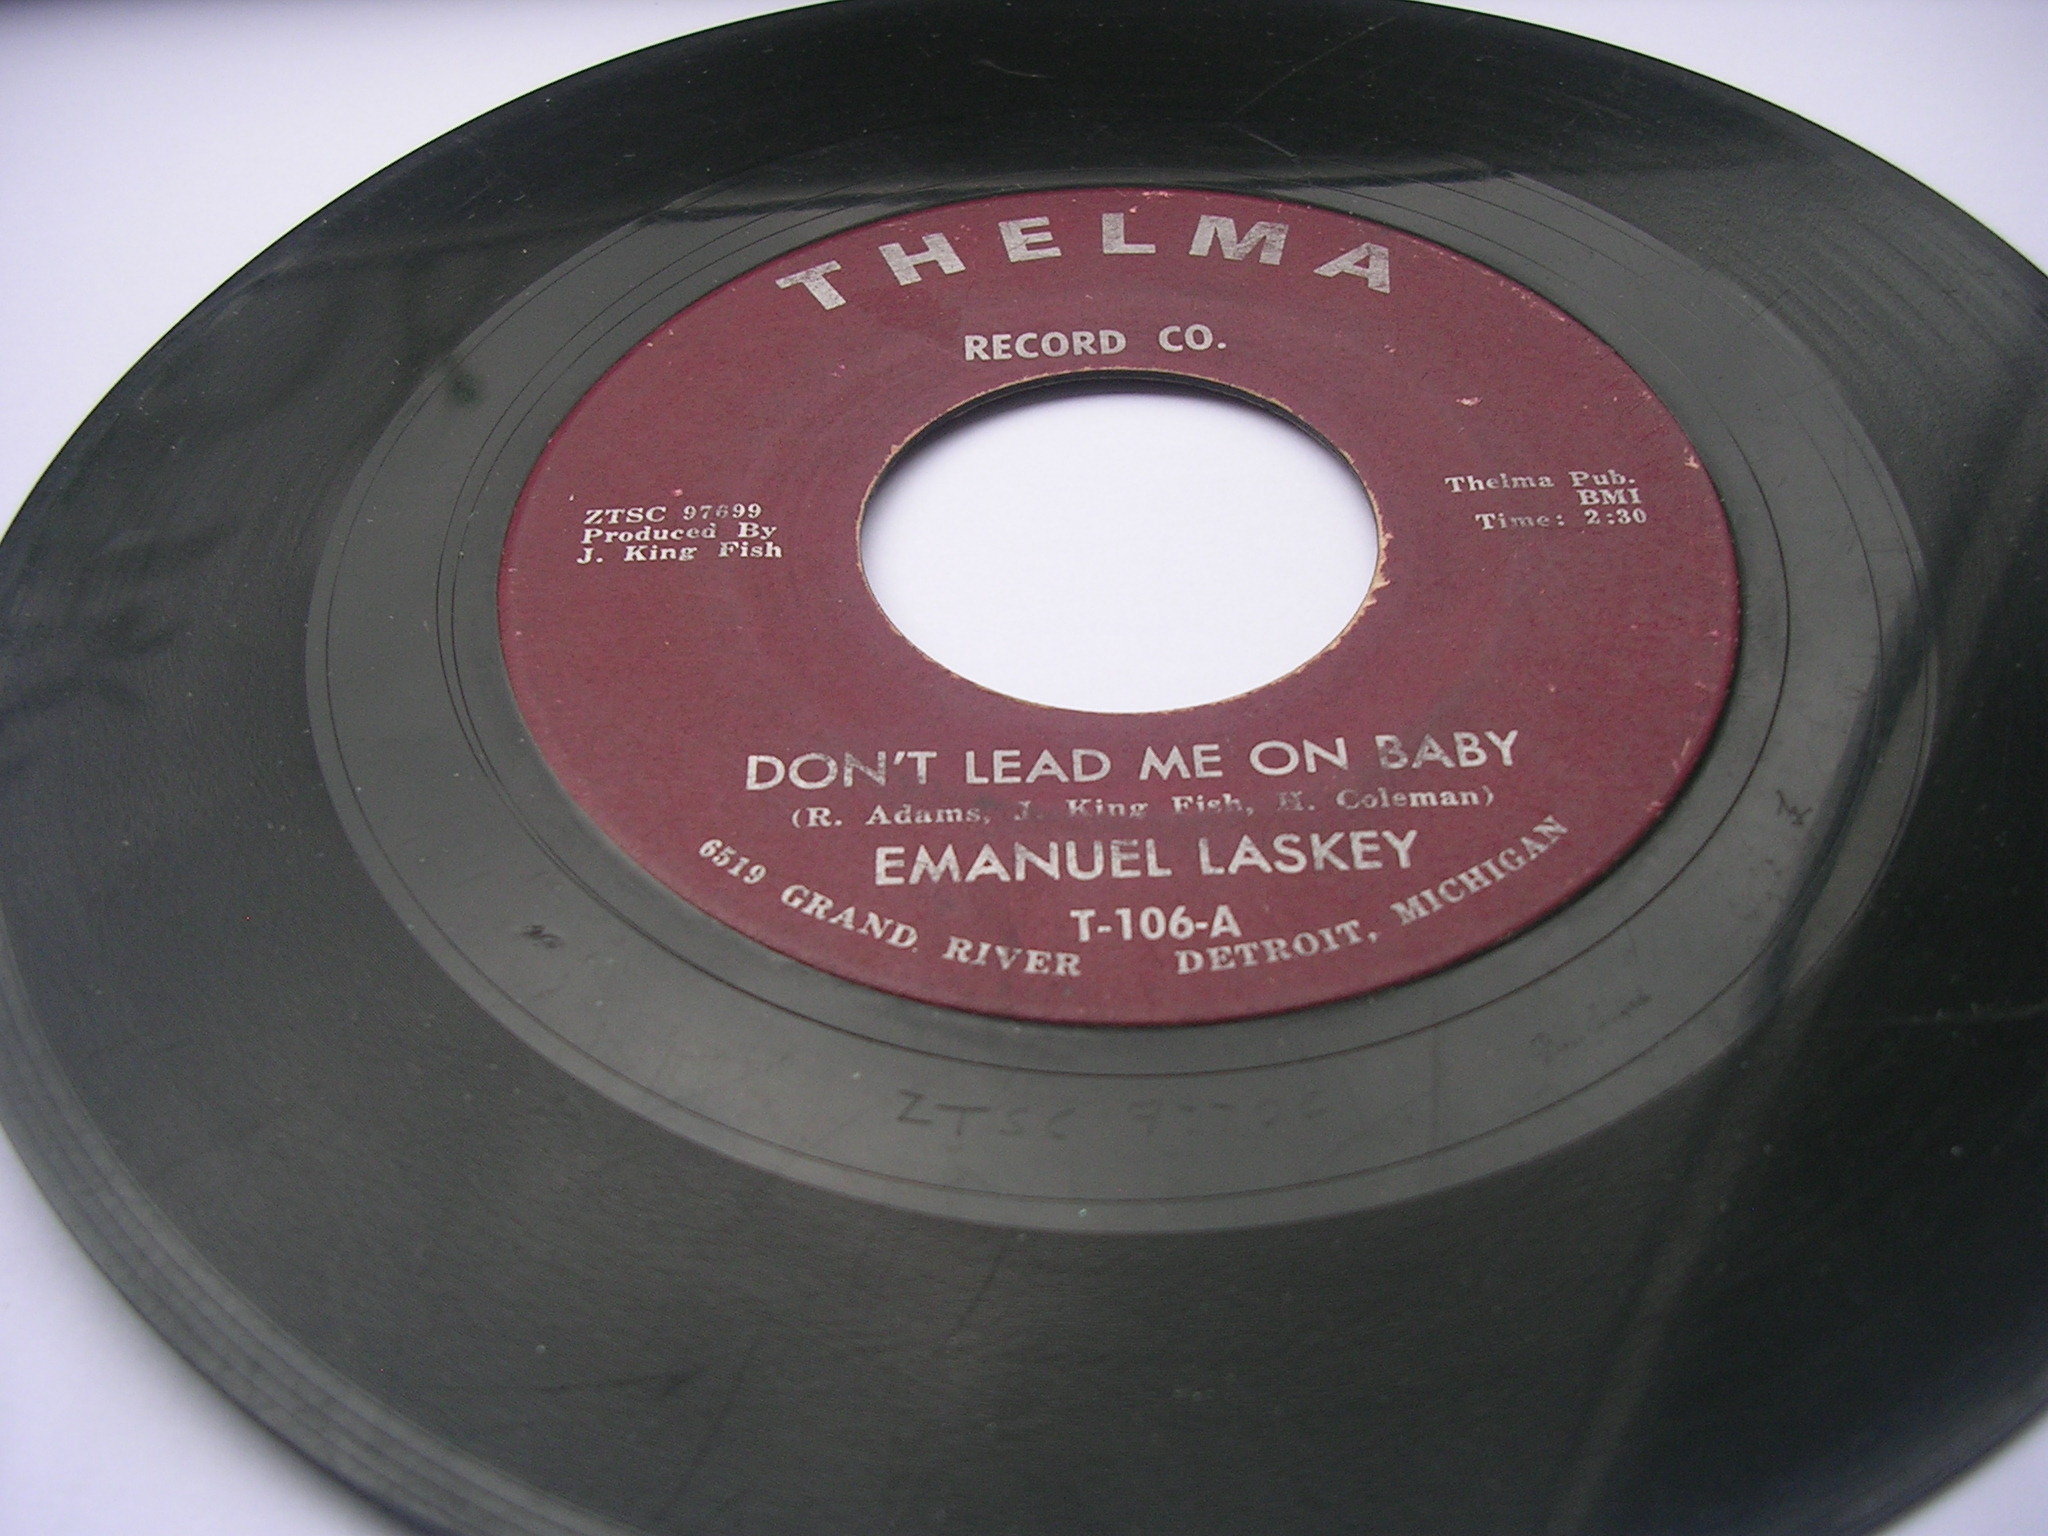 THELMA
RECORD CO.
ZTSC 97699
Produced By
J. King Fish
Thelma Pub.
BMI
Time: 2:30
DON'T LEAD ME ON BABY
(R. Adams, J. King Fish, H. Coleman)
EMANUEL LASKEY
T-106-A
6519 GRAND RIVER DETROIT, MICHIGAN
ZTSC